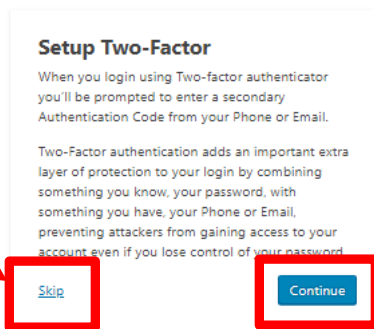 Setup Two-Factor
When you login using Two-factor authenticator
you'll be prompted to enter a secondary
Authentication Code from your Phone or Email.
Two-Factor authentication adds an important extra
layer of protection to your login by combining
something you know, your password, with
something you have, your Phone or Email,
preventing attackers from gaining access to your
account even if you lose control of your password
Skip
Continue